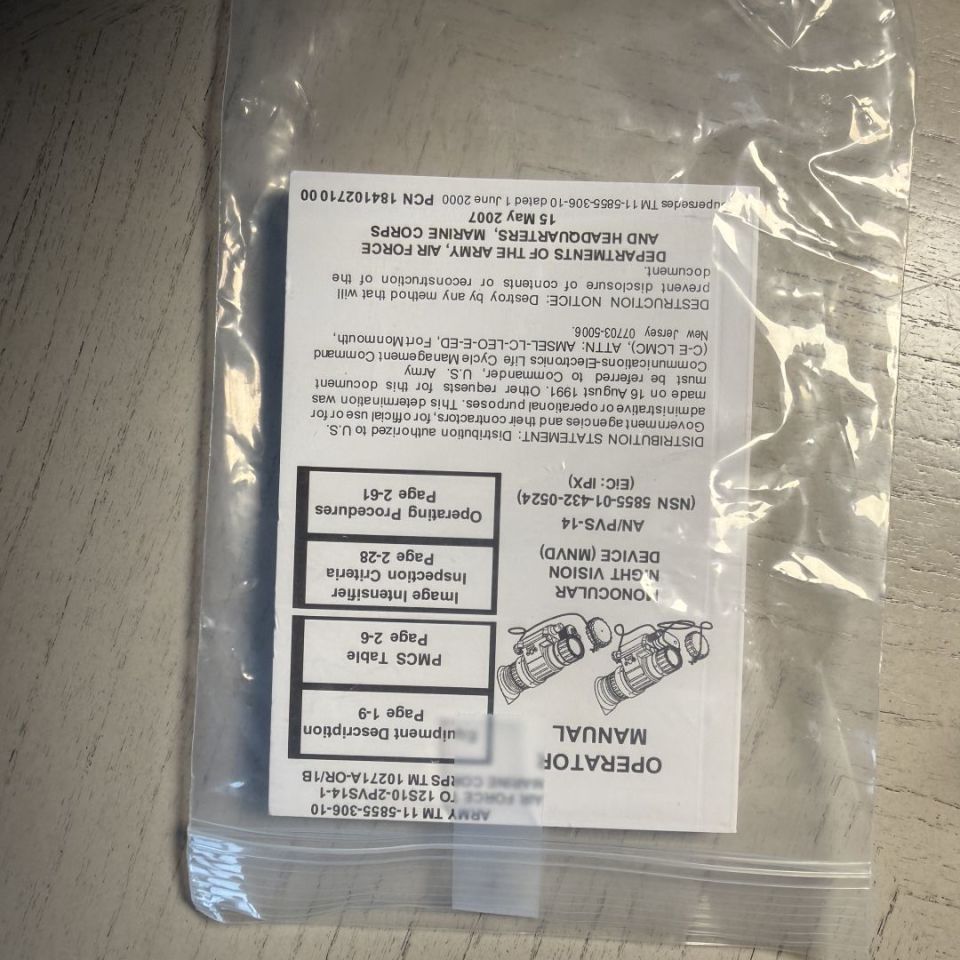 ARMY TM 11-5855-306-10
AIR FORCE TO 12S10-2PVS14-1
MARINE CORPS TM 10271A-OR/1B
OPERATOR
MANUAL
Equipment Description
Page 1-9
PMCS Table
Page 2-6
MONOCULAR
NIGHT VISION
DEVICE (MNVD)
AN/PVS-14
(NSN 5855-01-432-0524)
(EIC: IPX)
Image Intensifier
Inspection Criteria
Page 2-28
Operating Procedures
Page 2-61
DISTRIBUTION STATEMENT: Distribution authorized to U.S.
Government agencies and their contractors, for official use or for
administrative or operational purposes. This determination was
made on 16 August 1991. Other requests for this document
must be referred to Commander, U.S. Army
Communications-Electronics Life Cycle Management Command
(C-E LCMC), ATTN: AMSEL-LC-LEO-E-ED, Fort Monmouth,
New Jersey 07703-5006.
DESTRUCTION NOTICE: Destroy by any method that will
prevent disclosure of contents or reconstruction of the
document.
DEPARTMENTS OF THE ARMY, AIR FORCE
AND HEADQUARTERS, MARINE CORPS
15 May 2007
Supersedes TM 11-5855-306-10 dated 1 June 2000 PCN 184102710 00